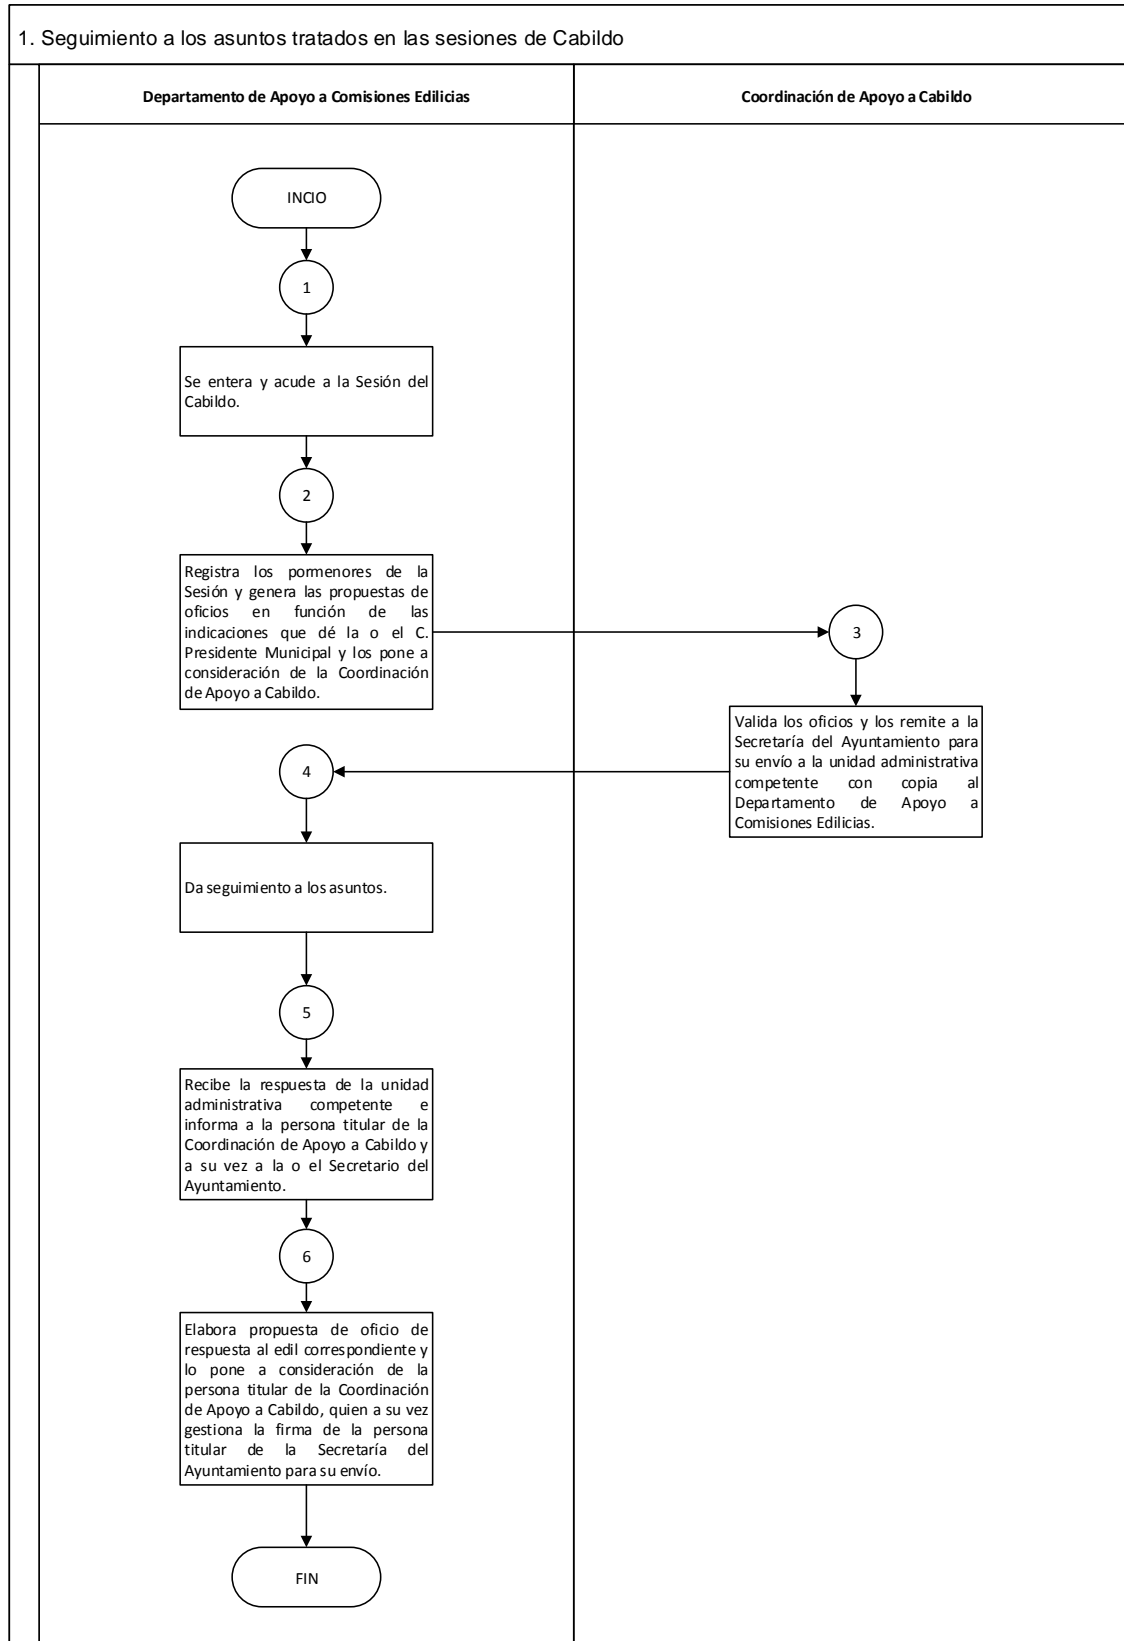 1. Seguimiento a los asuntos tratados en las sesiones de Cabildo
Departamento de Apoyo a Comisiones Edilicias
Coordinación de Apoyo a Cabildo
INCIO
1
Se entera y acude a la Sesión del
Cabildo.
2
Registra los pormenores de la
Sesión y genera las propuestas de
oficios en función de las
indicaciones que dé la o el C.
Presidente Municipal y los pone a
consideración de la Coordinación
de Apoyo a Cabildo.
3
Valida los oficios y los remite a la
Secretaría del Ayuntamiento para
su envío a la unidad administrativa
competente con copia al
Departamento de Apoyo a
Comisiones Edilicias.
4
Da seguimiento a los asuntos.
5
Recibe la respuesta de la unidad
administrativa competente e
informa a la persona titular de la
Coordinación de Apoyo a Cabildo y
a su vez a la o el Secretario del
Ayuntamiento.
6
Elabora propuesta de oficio de
respuesta al edil correspondiente y
lo pone a consideración de la
persona titular de la Coordinación
de Apoyo a Cabildo, quien a su vez
gestiona la firma de la persona
titular de la Secretaría del
Ayuntamiento para su envío.
FIN